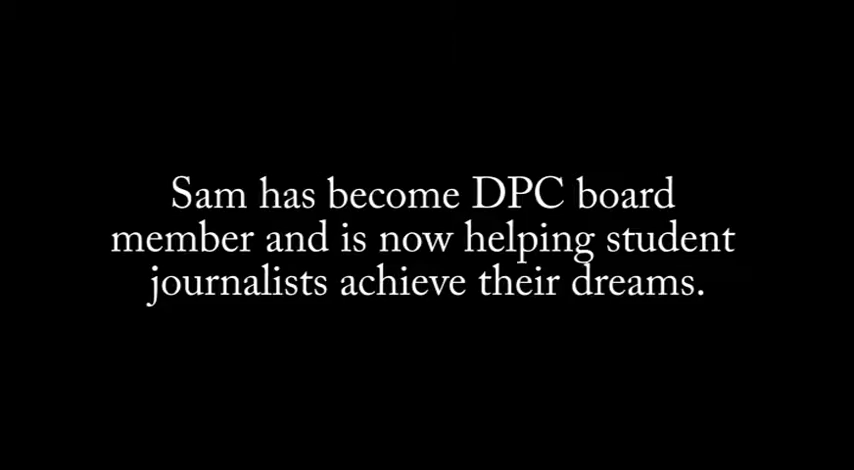 Sam has become DPC board
member and is now helping student
journalists achieve their dreams.